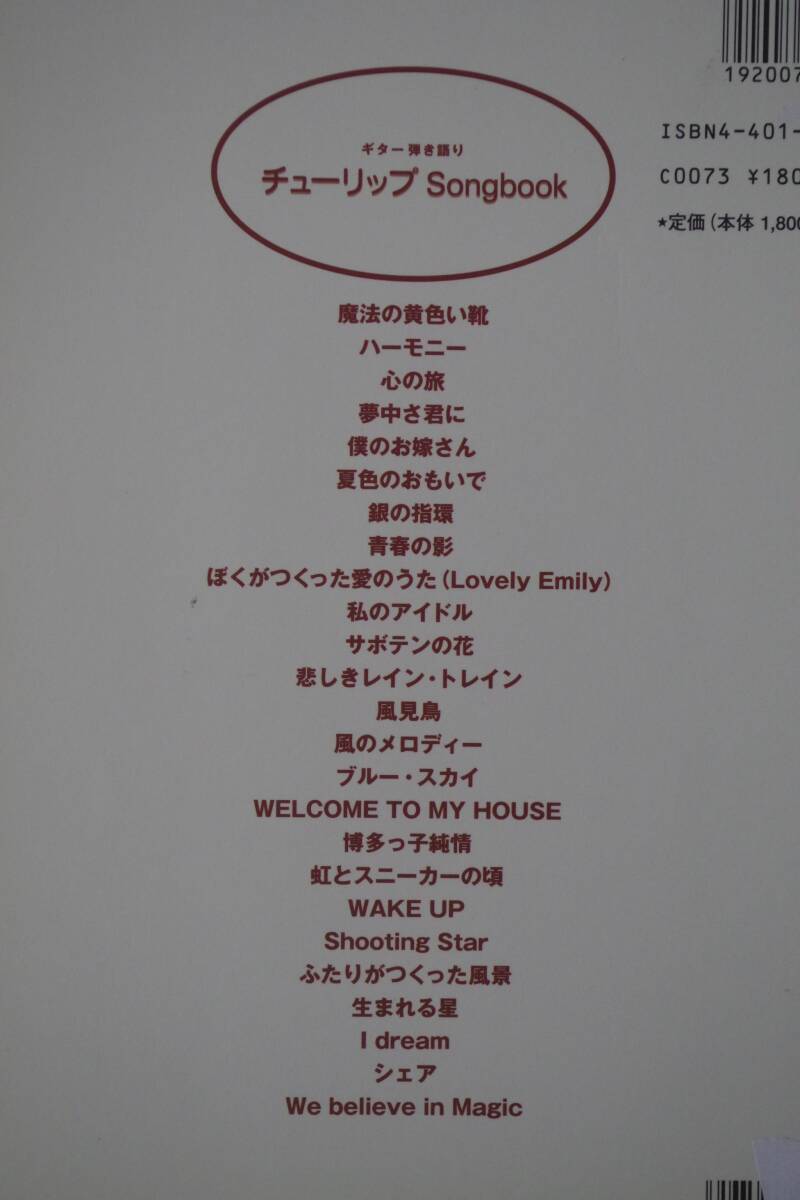 192007
ISBN4-401-
C0073 ¥180
★定価(本体 1,800
ギター弾き語り
チューリップ Songbook
魔法の黄色い靴
ハーモニー
心の旅
夢中さ君に
僕のお嫁さん
夏色のおもいで
銀の指環
青春の影
ぼくがつくった愛のうた(Lovely Emily)
私のアイドル
サボテンの花
悲しきレイン・トレイン
風見鳥
風のメロディー
ブルー・スカイ
WELCOME TO MY HOUSE
博多っ子純情
虹とスニーカーの頃
WAKE UP
Shooting Star
ふたりがつくった風景
生まれる星
I dream
シェア
We believe in Magic